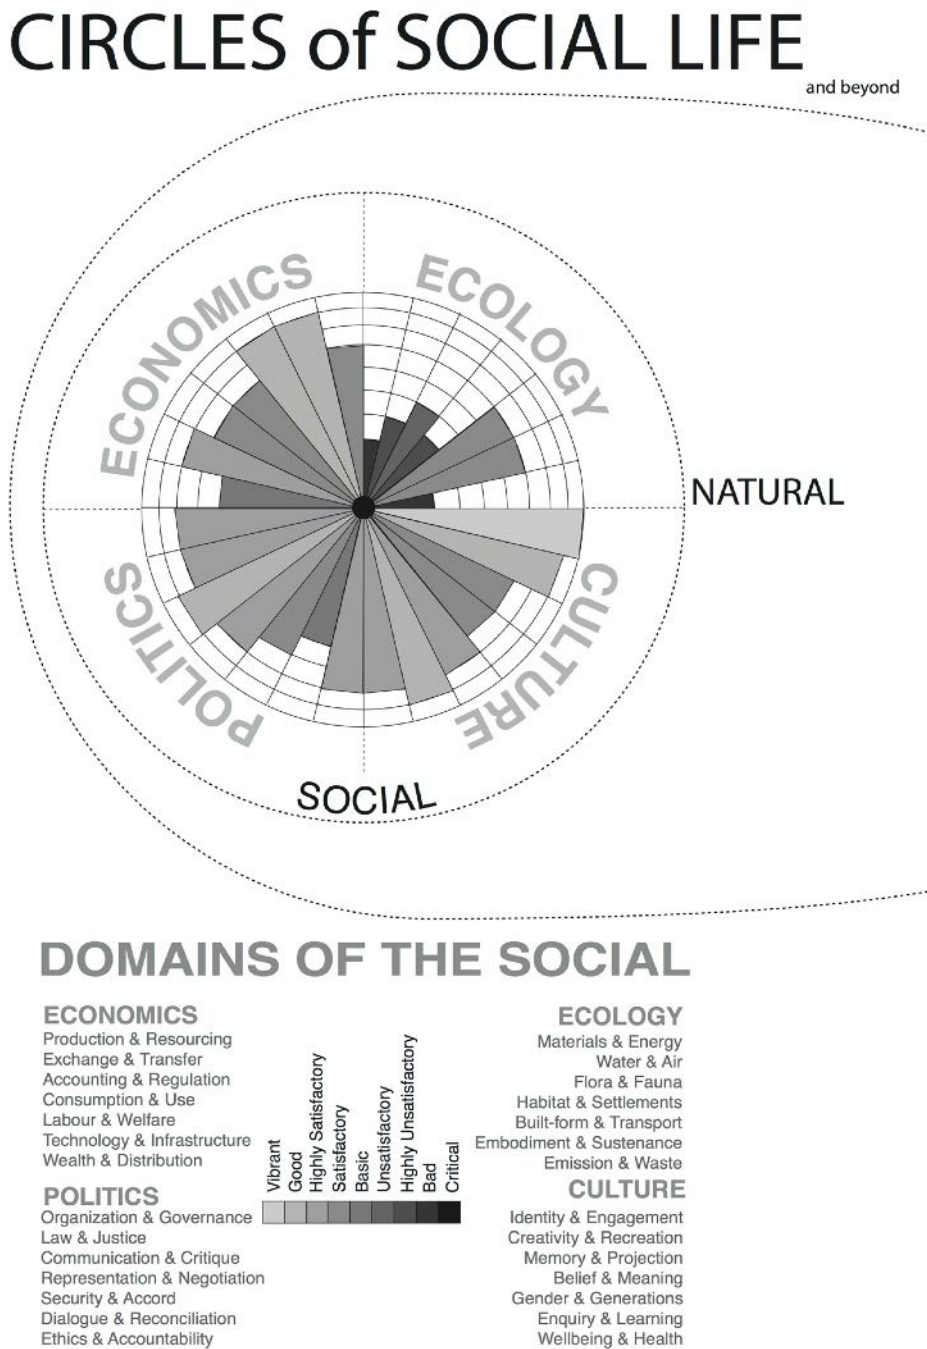 CIRCLES of SOCIAL LIFE
and beyond
ECONOMICS
ECOLOGY
NATURAL
POLITICS
CULTURE
SOCIAL
DOMAINS OF THE SOCIAL
ECONOMICS
Production & Resourcing
Exchange & Transfer
Accounting & Regulation
Consumption & Use
Labour & Welfare
Technology & Infrastructure
Wealth & Distribution
POLITICS
Organization & Governance
Law & Justice
Communication & Critique
Representation & Negotiation
Security & Accord
Dialogue & Reconciliation
Ethics & Accountability
Vibrant
Good
Highly Satisfactory
Satisfactory
Basic
Unsatisfactory
Highly Unsatisfactory
Bad
Critical
ECOLOGY
Materials & Energy
Water & Air
Flora & Fauna
Habitat & Settlements
Built-form & Transport
Embodiment & Sustenance
Emission & Waste
CULTURE
Identity & Engagement
Creativity & Recreation
Memory & Projection
Belief & Meaning
Gender & Generations
Enquiry & Learning
Wellbeing & Health